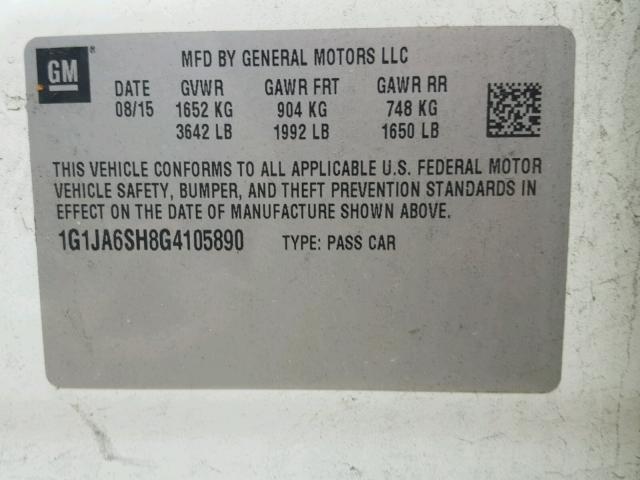 GM ®
MFD BY GENERAL MOTORS LLC
DATE GVWR GAWR FRT GAWR RR
08/15 1652 KG 904 KG 748 KG
3642 LB 1992 LB 1650 LB
THIS VEHICLE CONFORMS TO ALL APPLICABLE U.S. FEDERAL MOTOR
VEHICLE SAFETY, BUMPER, AND THEFT PREVENTION STANDARDS IN
EFFECT ON THE DATE OF MANUFACTURE SHOWN ABOVE.
1G1JA6SH8G4105890 TYPE: PASS CAR